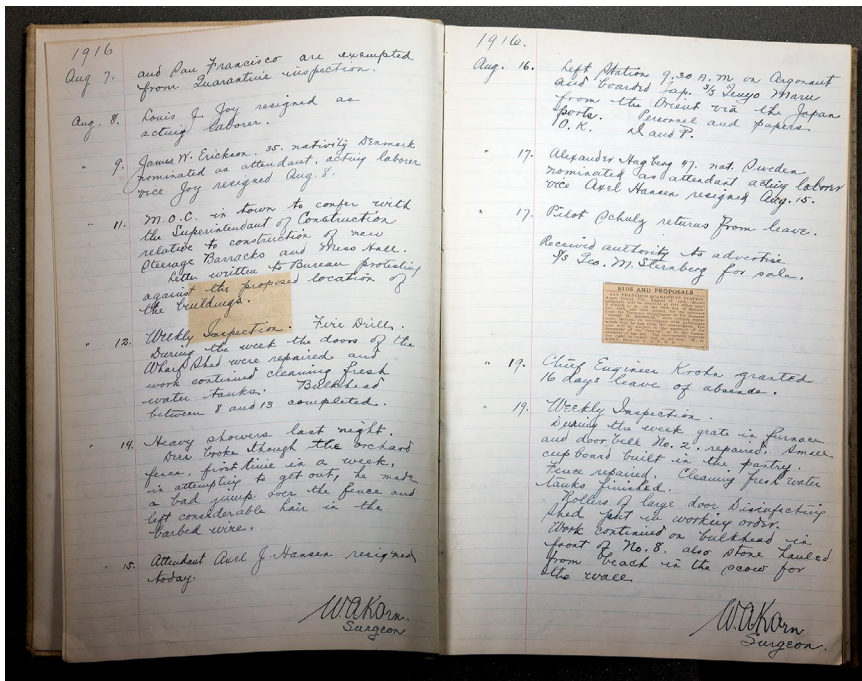 1916
Aug 7. and San Francisco are exempted
from Quarantine inspection.
Aug. 8. Louis J. Joy resigned as
acting laborer.
" 9. James W. Erickson. 35. nativity Denmark
nominated as attendant, acting laborer
vice Joy resigned Aug. 8.
" 11. M.O.C. in town to confer with
the Superintendant of Construction
relative to construction of new
Steerage Barracks and Mess Hall.
Letter written to Bureau protesting
against the proposed location of
the buildings.
" 12. Weekly Inspection. Fire Drills.
During the week the doors of the
Wharf shed were repaired and
work continued cleaning fresh
water tanks. Bulkhead
between 8 and 13 completed.
" 14. Heavy showers last night.
broke though the orchard
fence, first time in a week,
in attempting to get out, he made
a bad jump over the fence and
left considerable hair in the
barbed wire.
" 15. Attendant Axel J. Hansen resigned
today.
W A Korn.
Surgeon
1916.
Aug. 16. Left Station 9.30 A.M on Argonaut
and boarded Jap. S/S Tenyo Maru
from the Orient via the Japan
ports. Personnel and papers
O.K. D and P.
" 17. Alexander Hagberg 47. nat. Sweden
nominated as attendant acting laborer
vice Axel Hansen resigned Aug. 15.
" 17. Pilot Schulz returns from leave.
Received authority to advertise
S/S Geo. M. Sternberg for sale.
BIDS AND PROPOSALS
SAN FRANCISCO QUARANTINE STATION
" 19. Chief Engineer Krohn granted
16 days leave of absence.
" 19. Weekly Inspection.
During the week grate in furnace
and door bell No. 2. repaired. Small
cupboard built in the pantry.
Fence repaired. Cleaning fresh water
tanks finished.
Rollers of large door Disinfecting
shed put in working order.
Work continued on bulkhead in
front of No. 8. also stone hauled
from beach in the scow for
the wall
W A Korn
Surgeon.